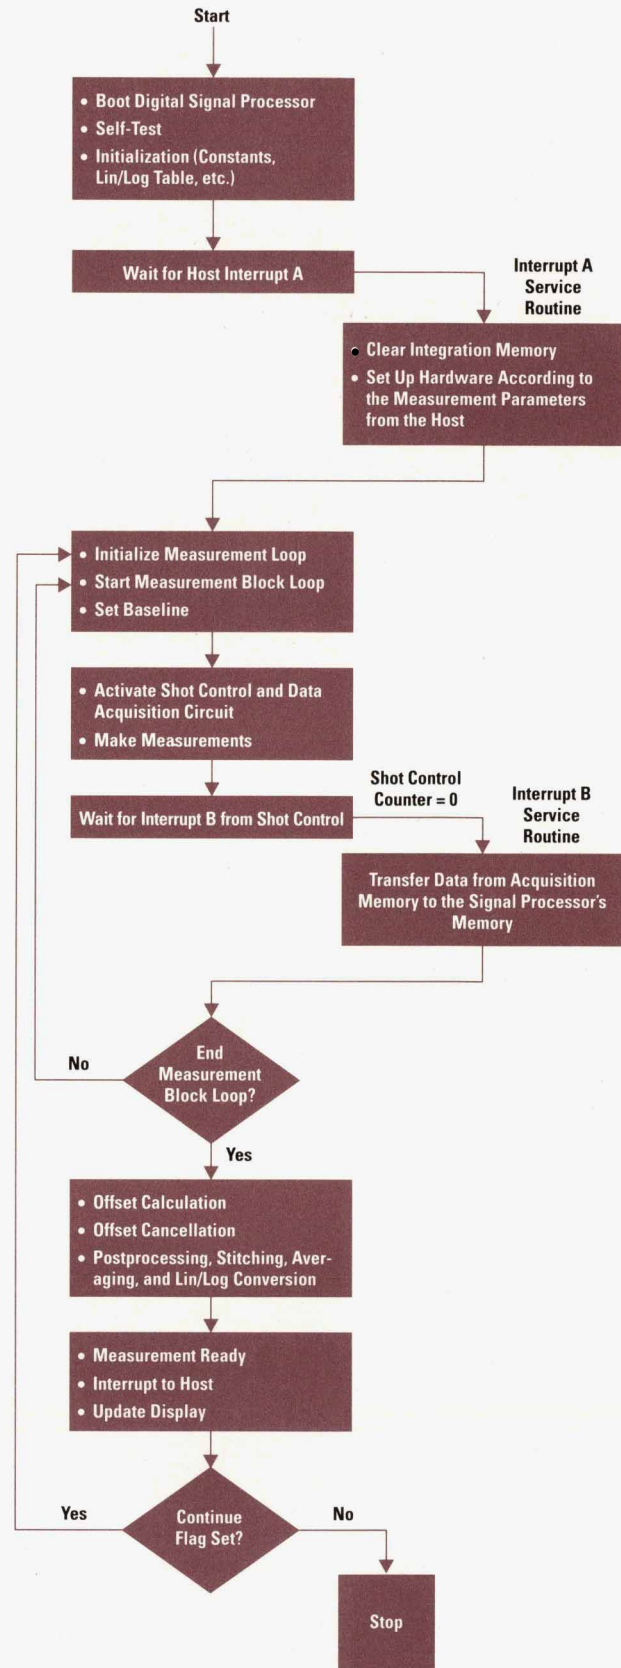 Start
• Boot Digital Signal Processor
• Self-Test
• Initialization (Constants,
Lin/Log Table, etc.)
Wait for Host Interrupt A
Interrupt A
Service
Routine
• Clear Integration Memory
• Set Up Hardware According to
the Measurement Parameters
from the Host
• Initialize Measurement Loop
• Start Measurement Block Loop
• Set Baseline
• Activate Shot Control and Data
Acquisition Circuit
• Make Measurements
Wait for Interrupt B from Shot Control
Shot Control
Counter = 0
Interrupt B
Service
Routine
Transfer Data from Acquisition
Memory to the Signal Processor's
Memory
No
End
Measurement
Block Loop?
Yes
• Offset Calculation
• Offset Cancellation
• Postprocessing, Stitching, Aver-
aging, and Lin/Log Conversion
• Measurement Ready
• Interrupt to Host
• Update Display
Yes
Continue
Flag Set?
No
Stop